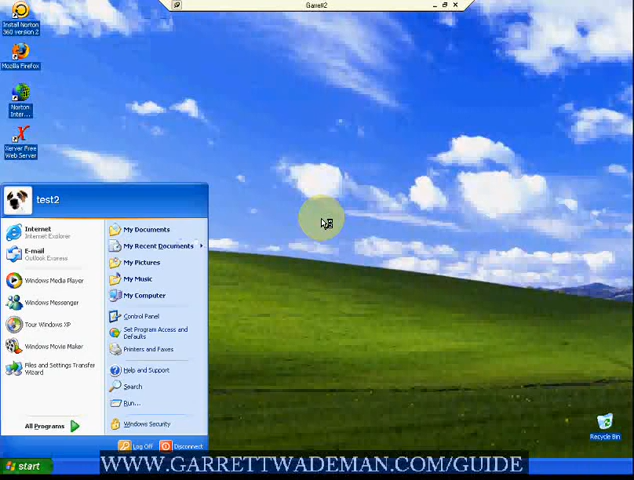 Garrett2
Install Norton
360 version 2
Mozilla Firefox
Norton
Inter...
Xerver Free
Web Server
test2
Internet
Internet Explorer
E-mail
Outlook Express
Windows Media Player
Windows Messenger
Tour Windows XP
Windows Movie Maker
Files and Settings Transfer
Wizard
All Programs
My Documents
My Recent Documents
My Pictures
My Music
My Computer
Control Panel
Set Program Access and
Defaults
Printers and Faxes
Help and Support
Search
Run...
Windows Security
Log Off
Disconnect
Recycle Bin
start
WWW.GARRETTWADEMAN.COM/GUIDE